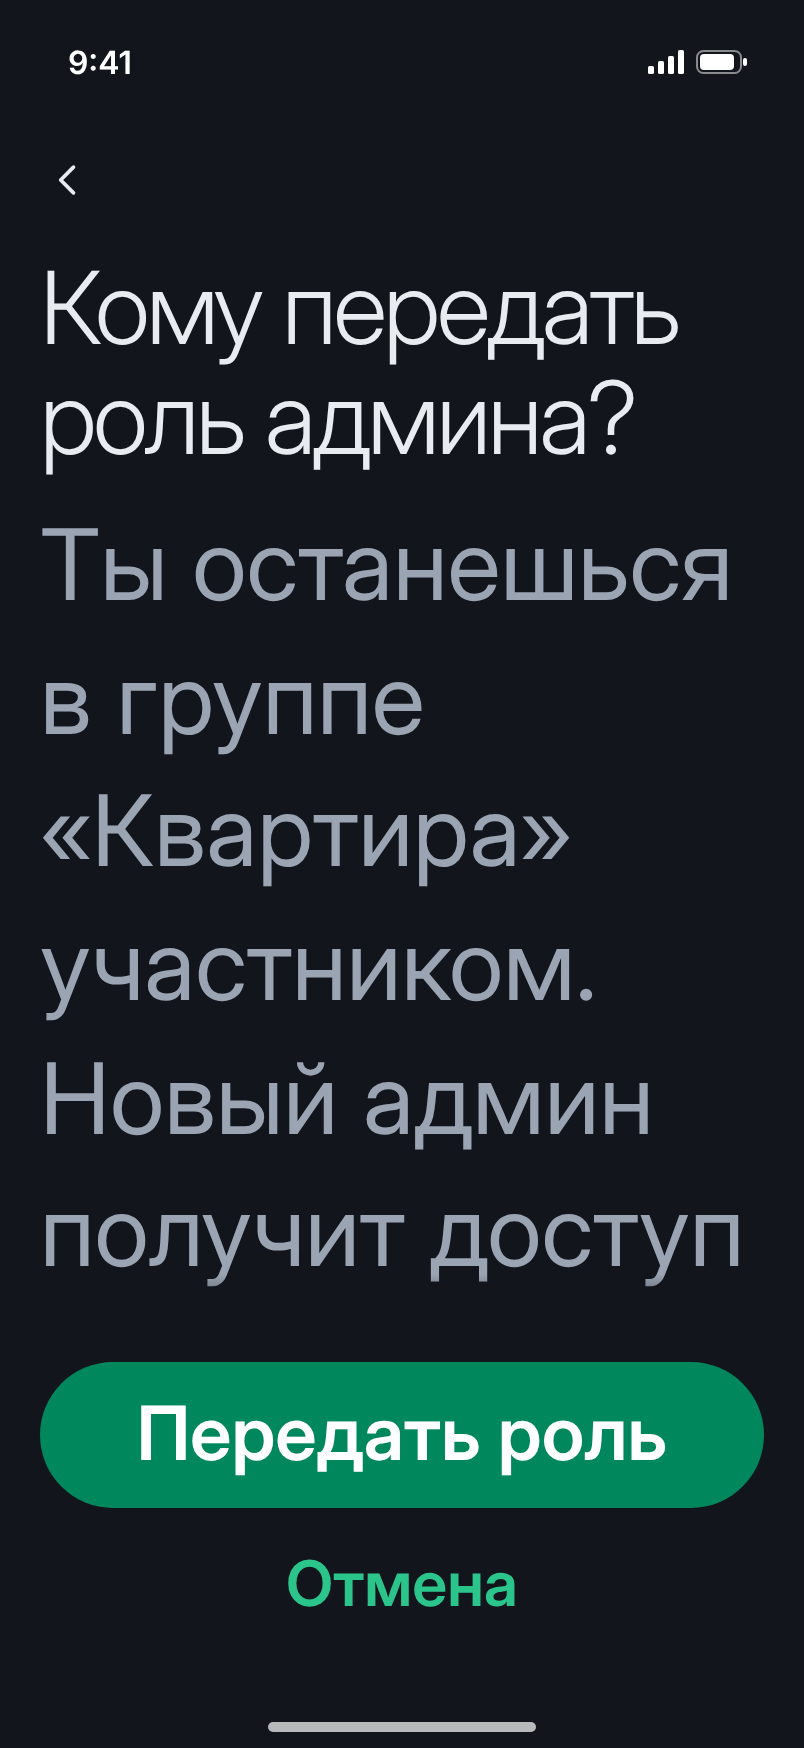 9:41
Кому передать
роль админа?
Ты останешься
в группе
«Квартира»
участником.
Новый админ
получит доступ
Передать роль
Отмена